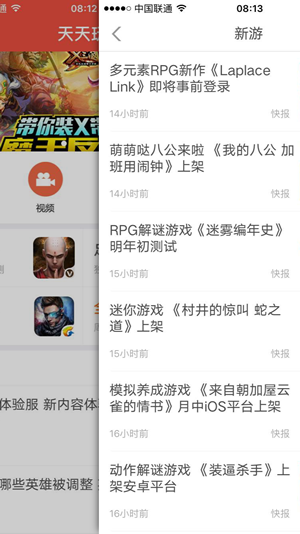 08:12
中国联通
08:13
天天
新游
多元素RPG新作《Laplace
Link》即将事前登录
14小时前
快报
带你装X带
萌萌哒八公来啦 《我的八公 加
班用闹钟》上架
14小时前
快报
视频
RPG解谜游戏《迷雾编年史》
明年初测试
15小时前
快报
迷你游戏 《村井的惊叫 蛇之
道》上架
15小时前
快报
模拟养成游戏 《来自朝加屋云
雀的情书》月中iOS平台上架
体验服 新内容体
16小时前
快报
动作解谜游戏 《装逼杀手》上
架安卓平台
哪些英雄被调整
16小时前
快报